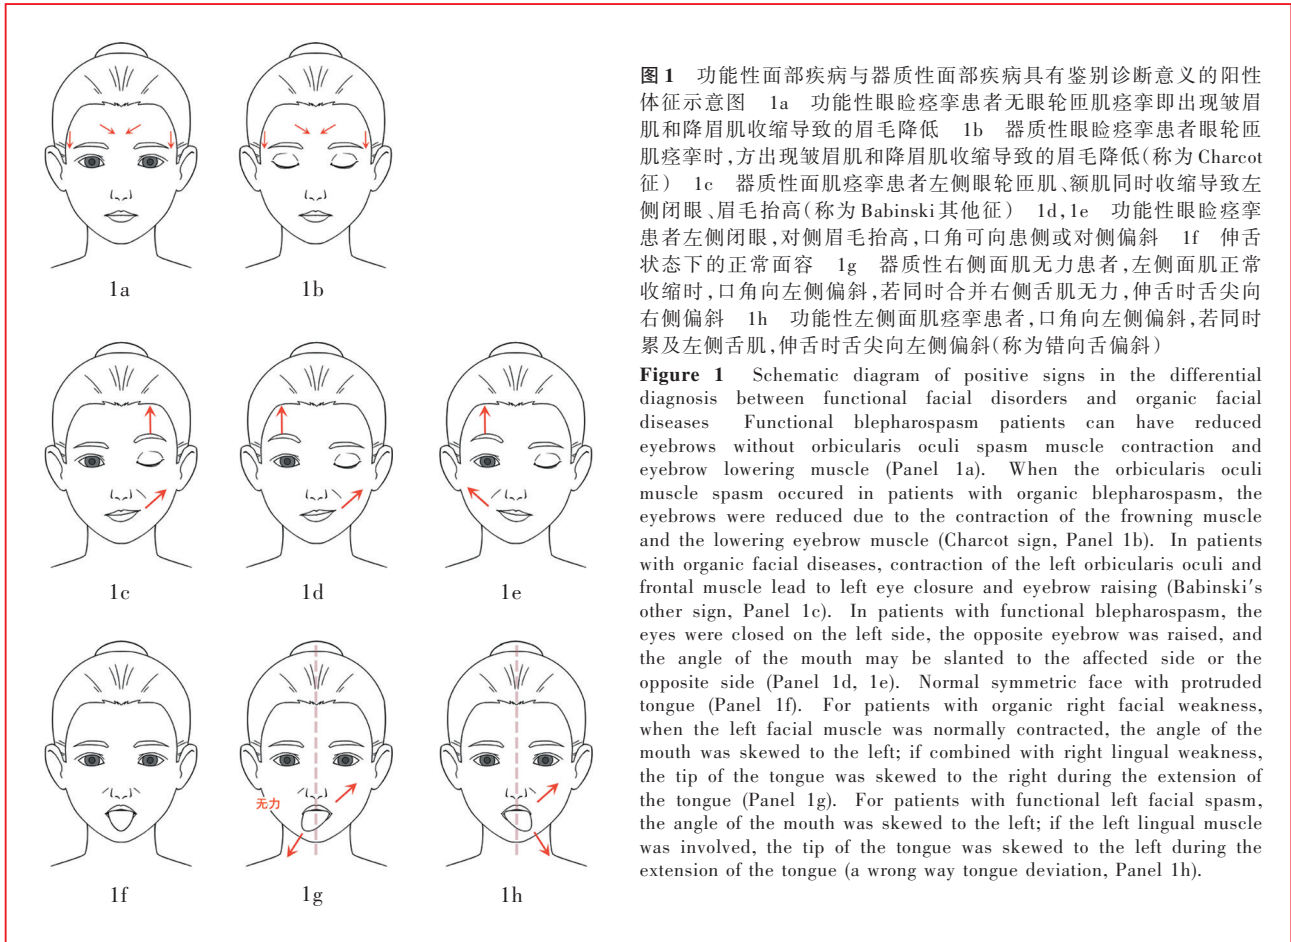 1a
1b
1c
1d
1e
1f
无力
1g
1h
图1 功能性面部疾病与器质性面部疾病具有鉴别诊断意义的阳性
体征示意图 1a 功能性眼睑痉挛患者无眼轮匝肌痉挛即出现皱眉
肌和降眉肌收缩导致的眉毛降低 1b 器质性眼睑痉挛患者眼轮匝
肌痉挛时,方出现皱眉肌和降眉肌收缩导致的眉毛降低(称为Charcot
征) 1c 器质性面肌痉挛患者左侧眼轮匝肌、额肌同时收缩导致左
侧闭眼、眉毛抬高(称为Babinski其他征) 1d,1e 功能性眼睑痉挛
患者左侧闭眼,对侧眉毛抬高,口角可向患侧或对侧偏斜 1f 伸舌
状态下的正常面容 1g 器质性右侧面肌无力患者,左侧面肌正常
收缩时,口角向左侧偏斜,若同时合并右侧舌肌无力,伸舌时舌尖向
右侧偏斜 1h 功能性左侧面肌痉挛患者,口角向左侧偏斜,若同时
累及左侧舌肌,伸舌时舌尖向左侧偏斜(称为错向舌偏斜)
Figure 1 Schematic diagram of positive signs in the differential
diagnosis between functional facial disorders and organic facial
diseases Functional blepharospasm patients can have reduced
eyebrows without orbicularis oculi spasm muscle contraction and
eyebrow lowering muscle (Panel 1a). When the orbicularis oculi
muscle spasm occured in patients with organic blepharospasm, the
eyebrows were reduced due to the contraction of the frowning muscle
and the lowering eyebrow muscle (Charcot sign, Panel 1b). In patients
with organic facial diseases, contraction of the left orbicularis oculi and
frontal muscle lead to left eye closure and eyebrow raising (Babinski's
other sign, Panel 1c). In patients with functional blepharospasm, the
eyes were closed on the left side, the opposite eyebrow was raised, and
the angle of the mouth may be slanted to the affected side or the
opposite side (Panel 1d, 1e). Normal symmetric face with protruded
tongue (Panel 1f). For patients with organic right facial weakness,
when the left facial muscle was normally contracted, the angle of the
mouth was skewed to the left; if combined with right lingual weakness,
the tip of the tongue was skewed to the right during the extension of
the tongue (Panel 1g). For patients with functional left facial spasm,
the angle of the mouth was skewed to the left; if the left lingual muscle
was involved, the tip of the tongue was skewed to the left during the
extension of the tongue (a wrong way tongue deviation, Panel 1h).